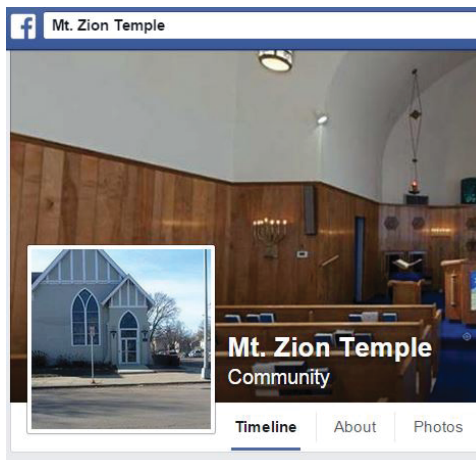 f Mt. Zion Temple
Mt. Zion Temple
Community
Timeline About Photos